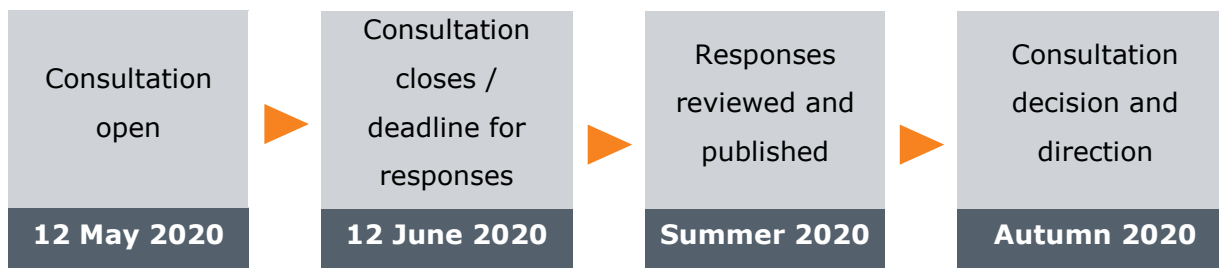 Consultation
open
12 May 2020
Consultation
closes /
deadline for
responses
12 June 2020
Responses
reviewed and
published
Summer 2020
Consultation
decision and
direction
Autumn 2020